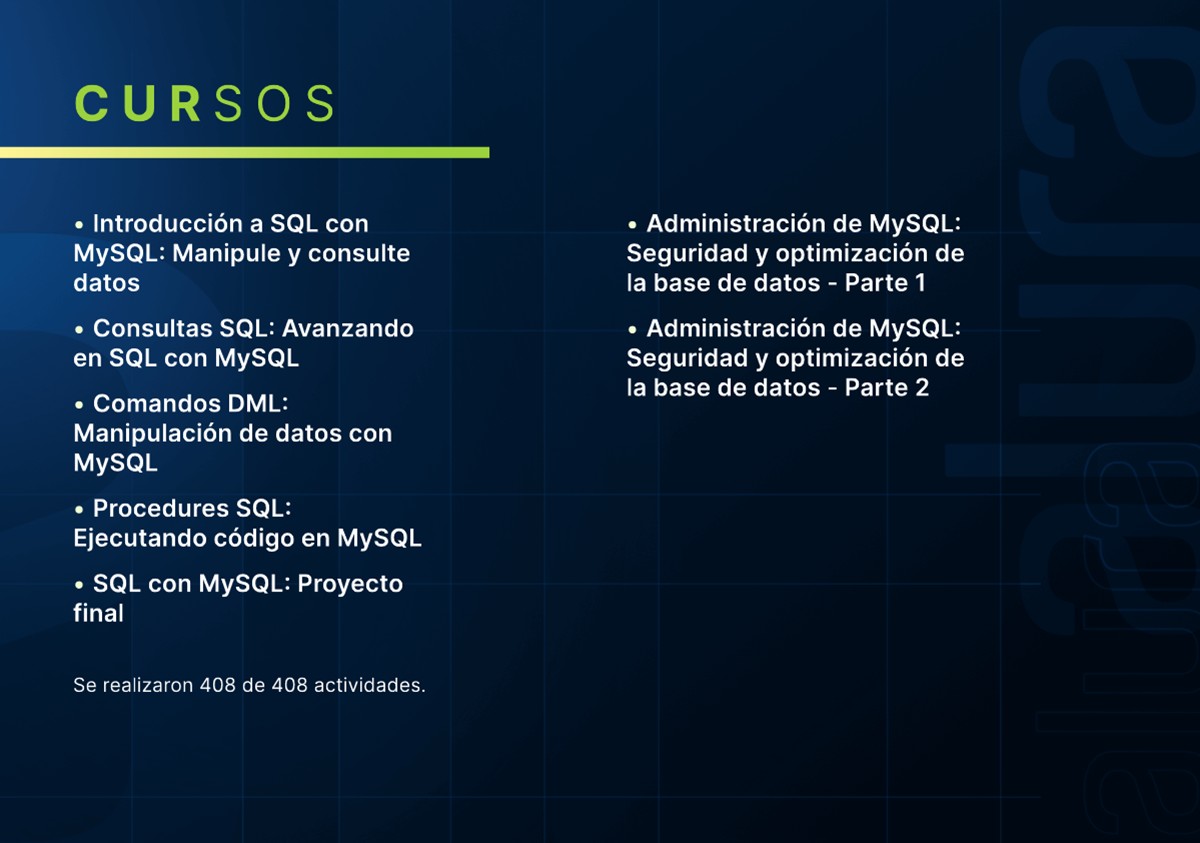 CURSOS
• Introducción a SQL con
MySQL: Manipule y consulte
datos
• Consultas SQL: Avanzando
en SQL con MySQL
• Comandos DML:
Manipulación de datos con
MySQL
• Procedures SQL:
Ejecutando código en MySQL
• SQL con MySQL: Proyecto
final
• Administración de MySQL:
Seguridad y optimización de
la base de datos - Parte 1
• Administración de MySQL:
Seguridad y optimización de
la base de datos - Parte 2
Se realizaron 408 de 408 actividades.
alura
alura